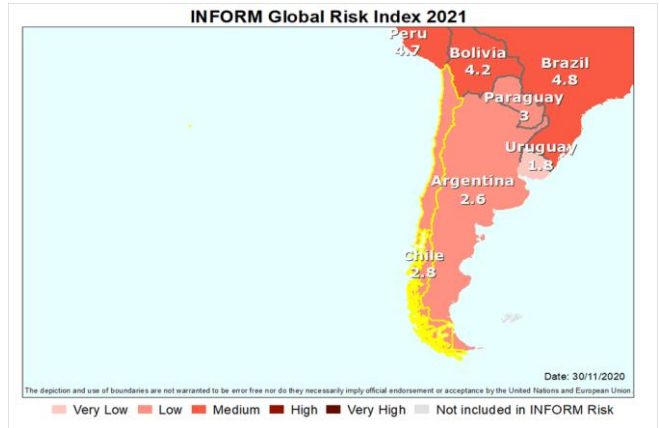 INFORM Global Risk Index 2021
Peru
4.7
Bolivia
4.2
Brazil
4.8
Paraguay
3
Uruguay
1.8
Argentina
2.6
Chile
2.8
Date: 30/11/2020
The depiction and use of boundaries are not warranted to be error free nor do they necessarily imply official endorsement or acceptance by the United Nations and European Union.
Very Low Low Medium High Very High Not included in INFORM Risk